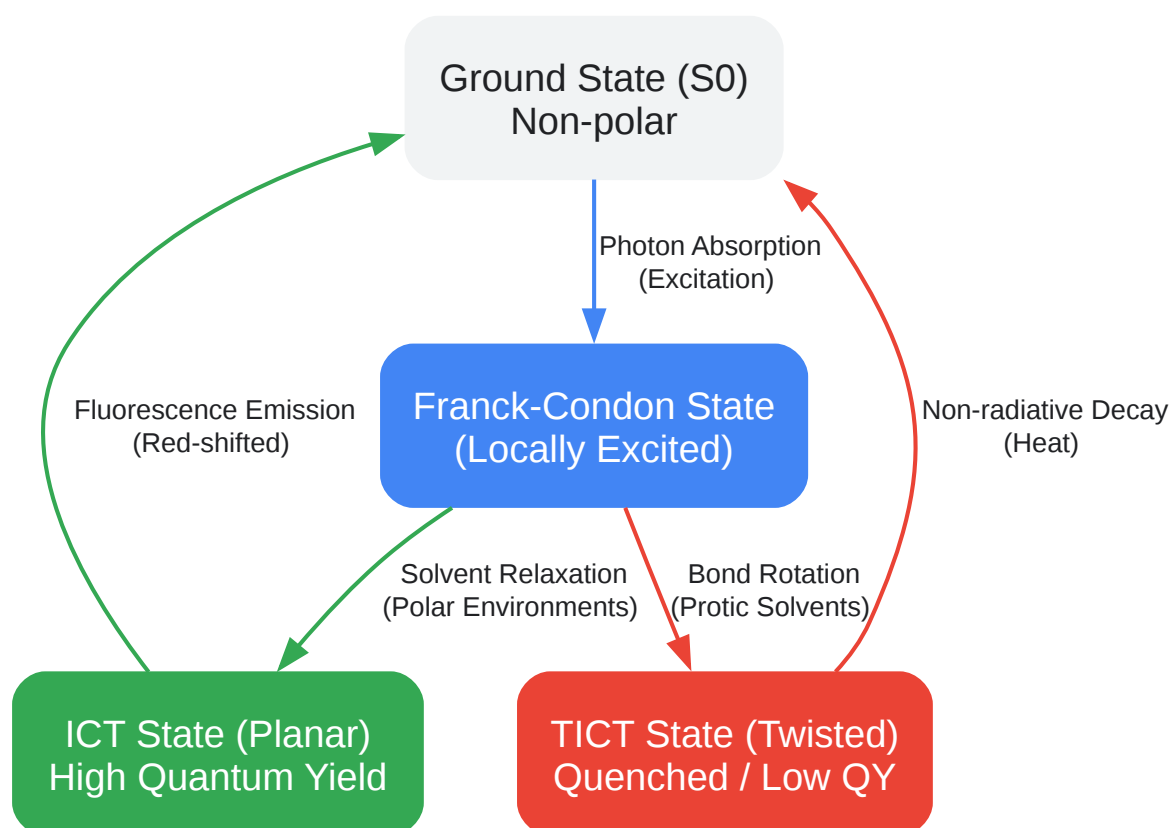 Ground State (S0)
Non-polar
Photon Absorption
(Excitation)
Fluorescence Emission
(Red-shifted)
Franck-Condon State
(Locally Excited)
Non-radiative Decay
(Heat)
Solvent Relaxation
(Polar Environments)
Bond Rotation
(Protic Solvents)
ICT State (Planar)
High Quantum Yield
TICT State (Twisted)
Quenched / Low QY